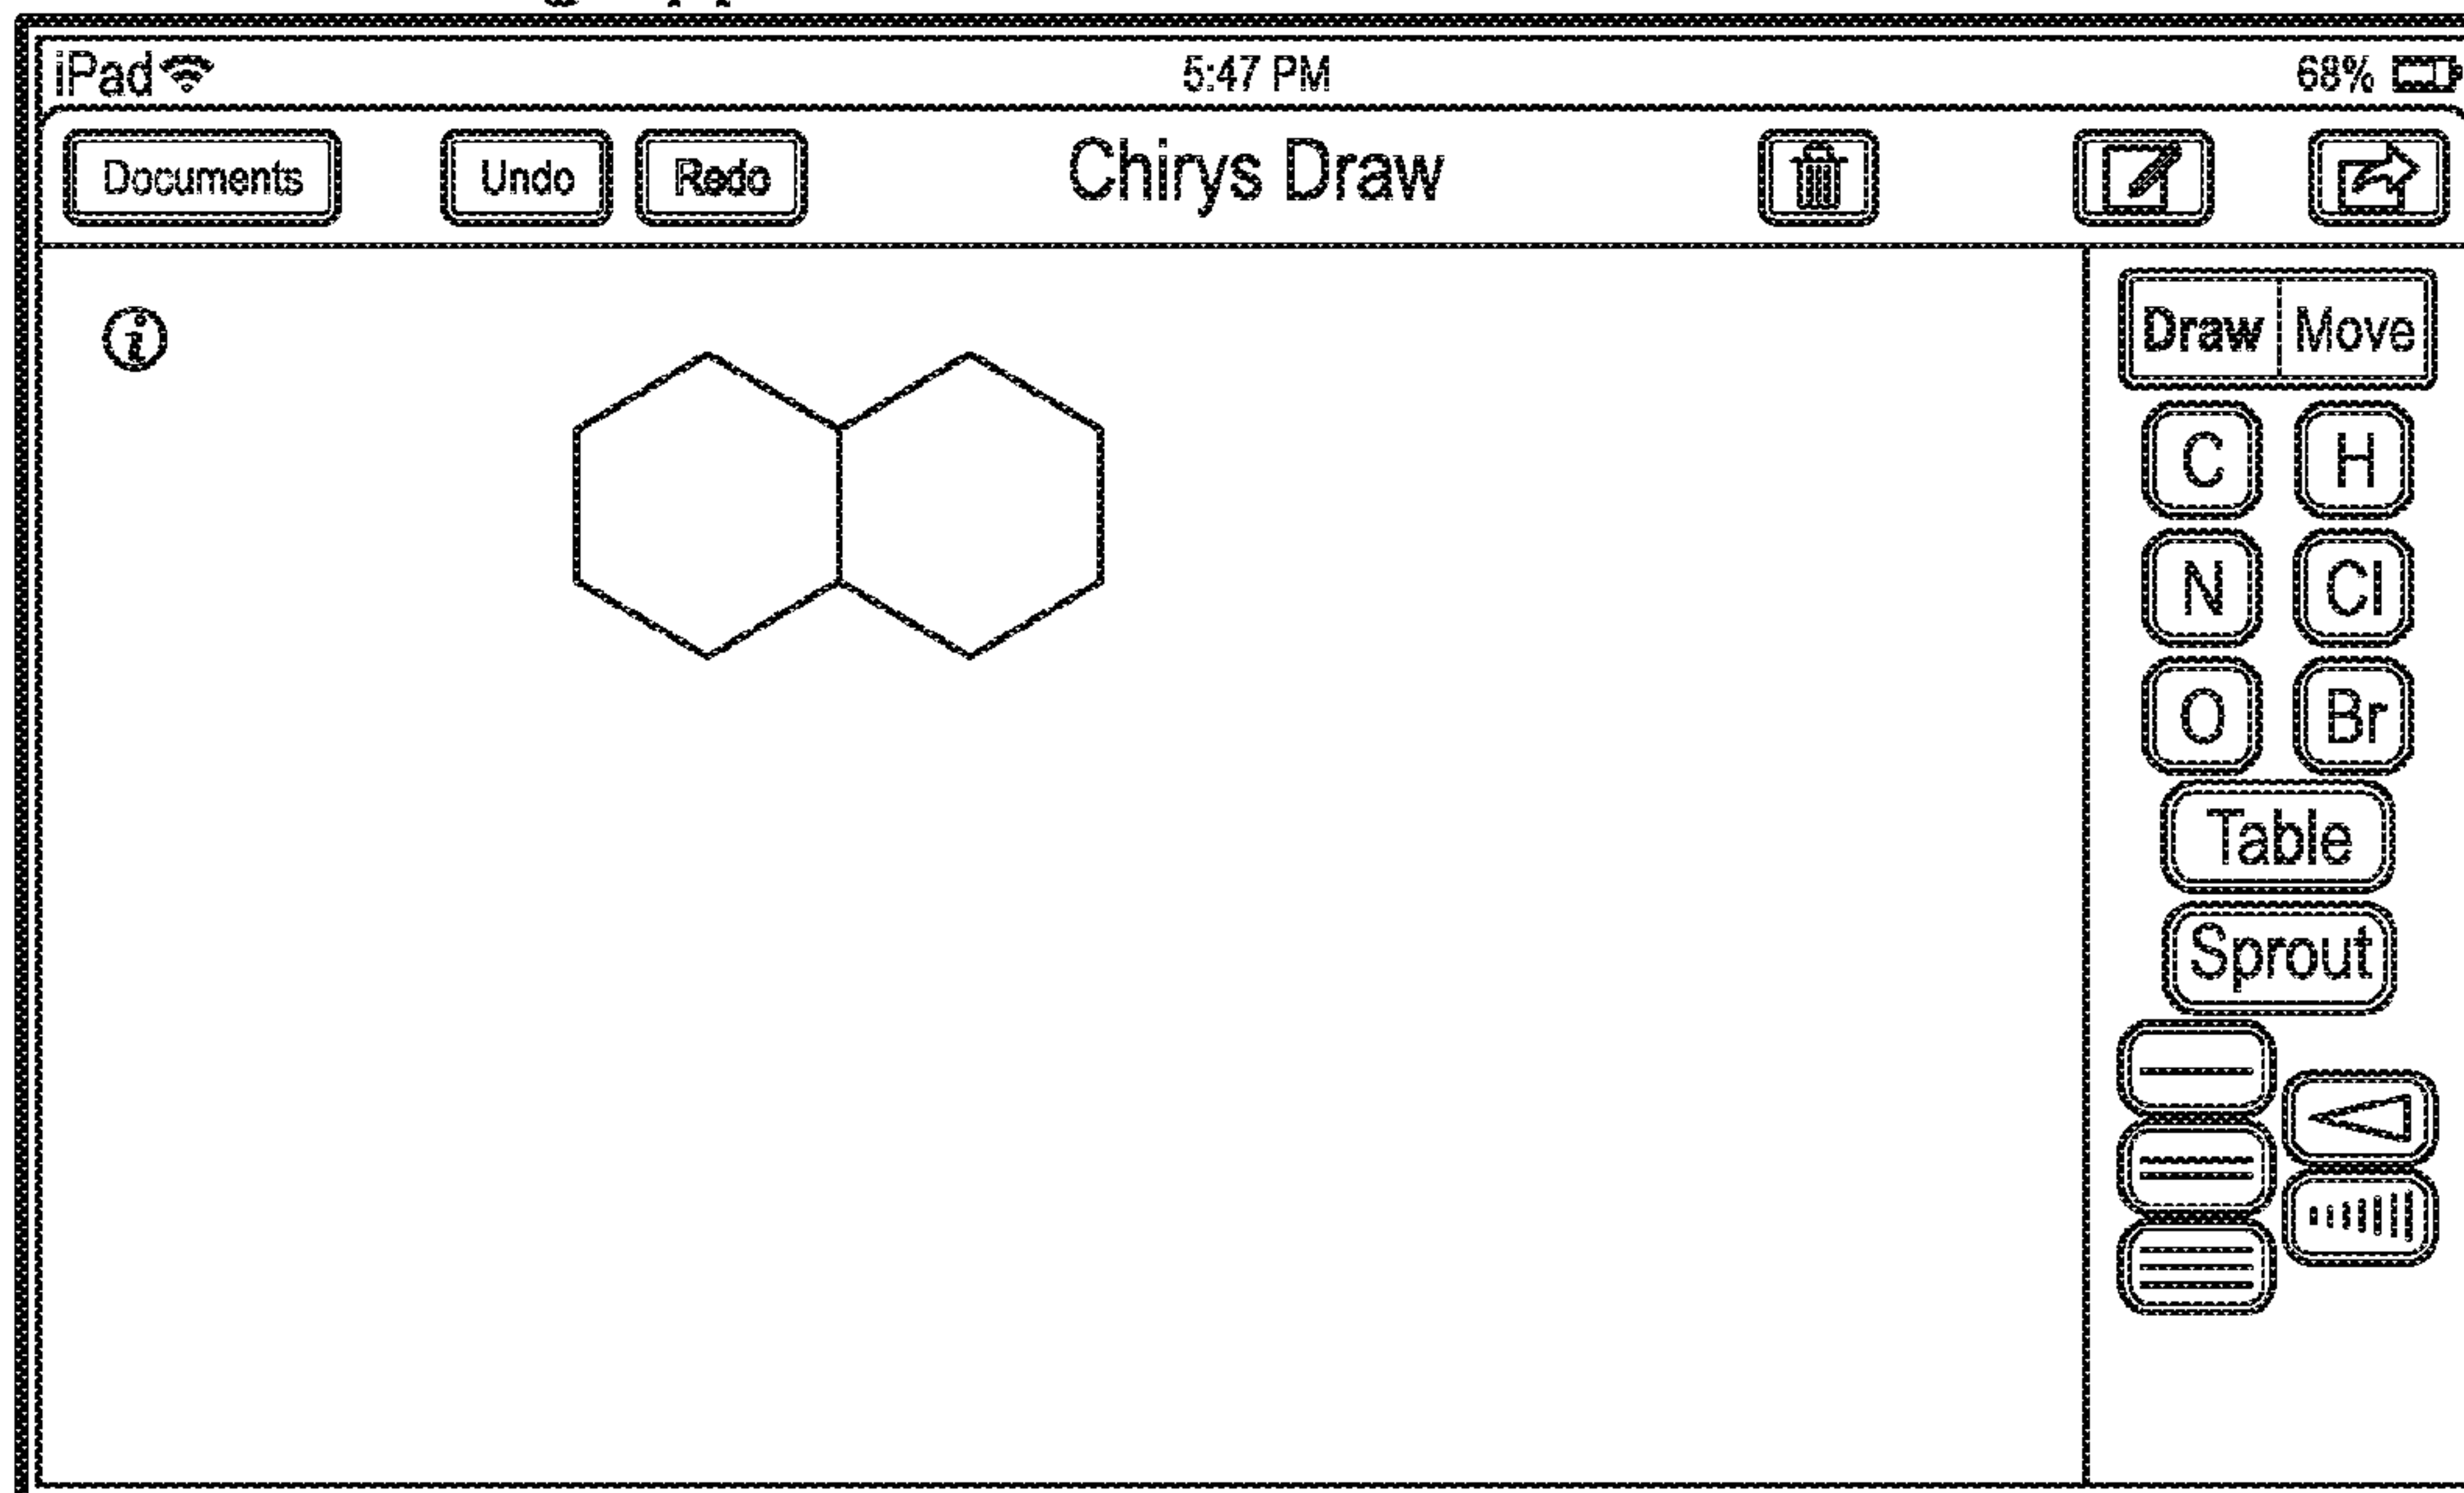 iPad 5:47 PM 68%
Documents Undo Redo Chirys Draw
i
Draw Move
C H
N Cl
O Br
Table
Sprout